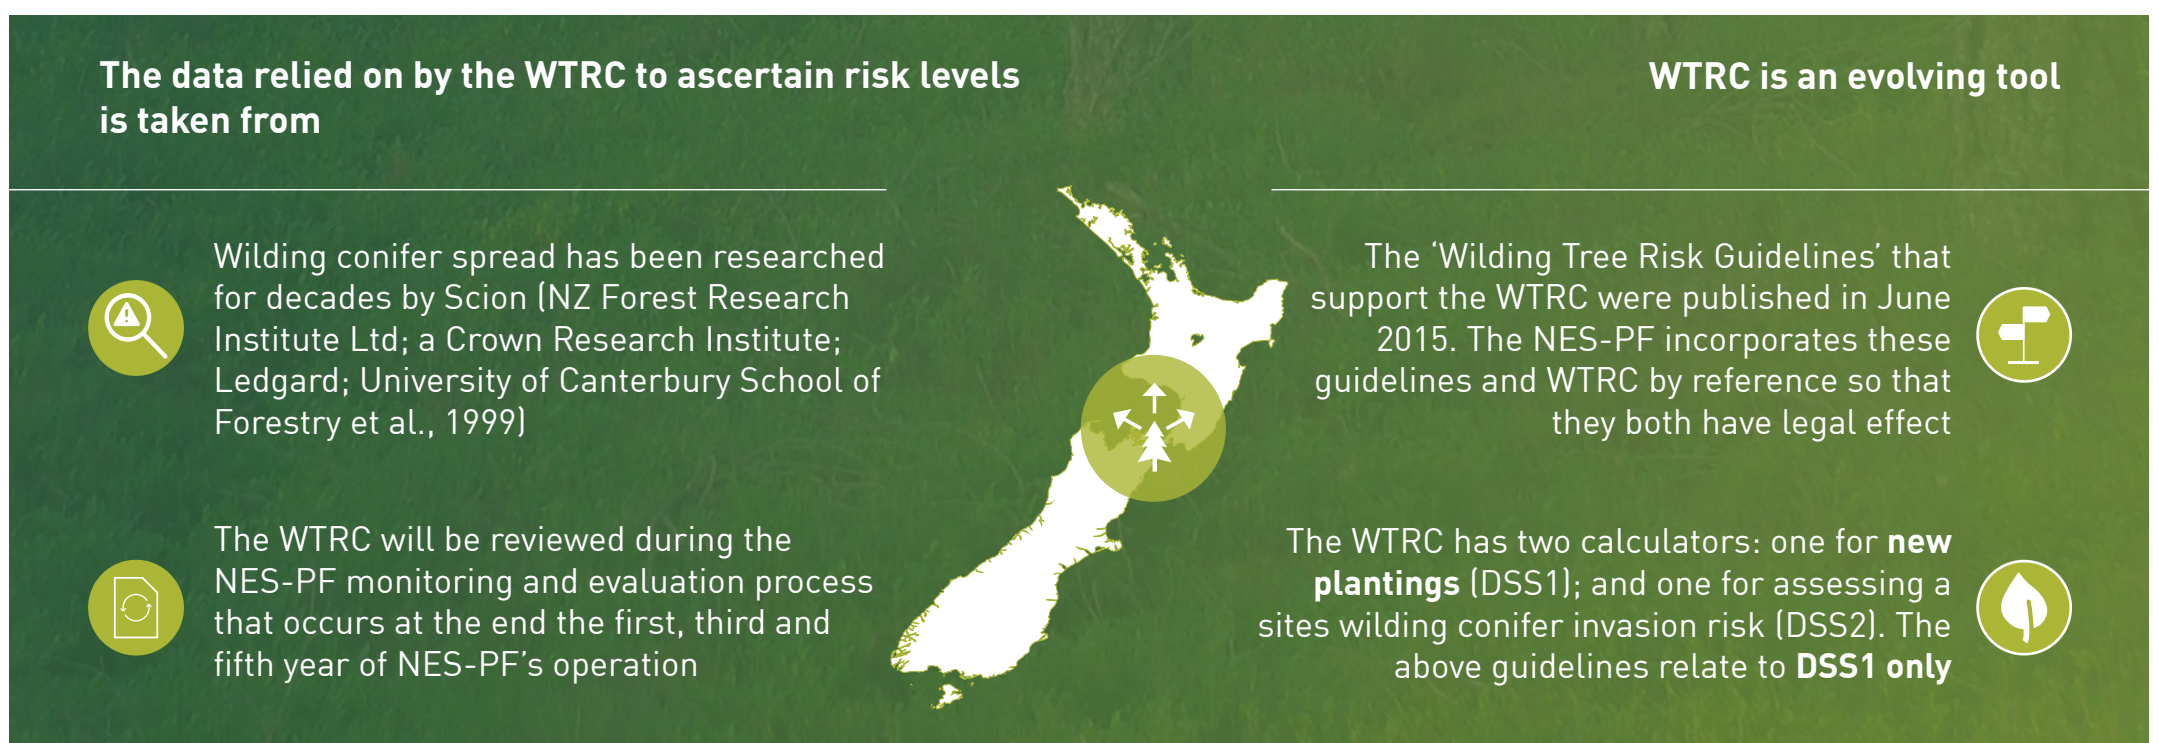 The data relied on by the WTRC to ascertain risk levels
is taken from
Wilding conifer spread has been researched
for decades by Scion (NZ Forest Research
Institute Ltd; a Crown Research Institute;
Ledgard; University of Canterbury School of
Forestry et al., 1999)
The WTRC will be reviewed during the
NES-PF monitoring and evaluation process
that occurs at the end the first, third and
fifth year of NES-PF’s operation
WTRC is an evolving tool
The ‘Wilding Tree Risk Guidelines’ that
support the WTRC were published in June
2015. The NES-PF incorporates these
guidelines and WTRC by reference so that
they both have legal effect
The WTRC has two calculators: one for new
plantings (DSS1); and one for assessing a
sites wilding conifer invasion risk (DSS2). The
above guidelines relate to DSS1 only